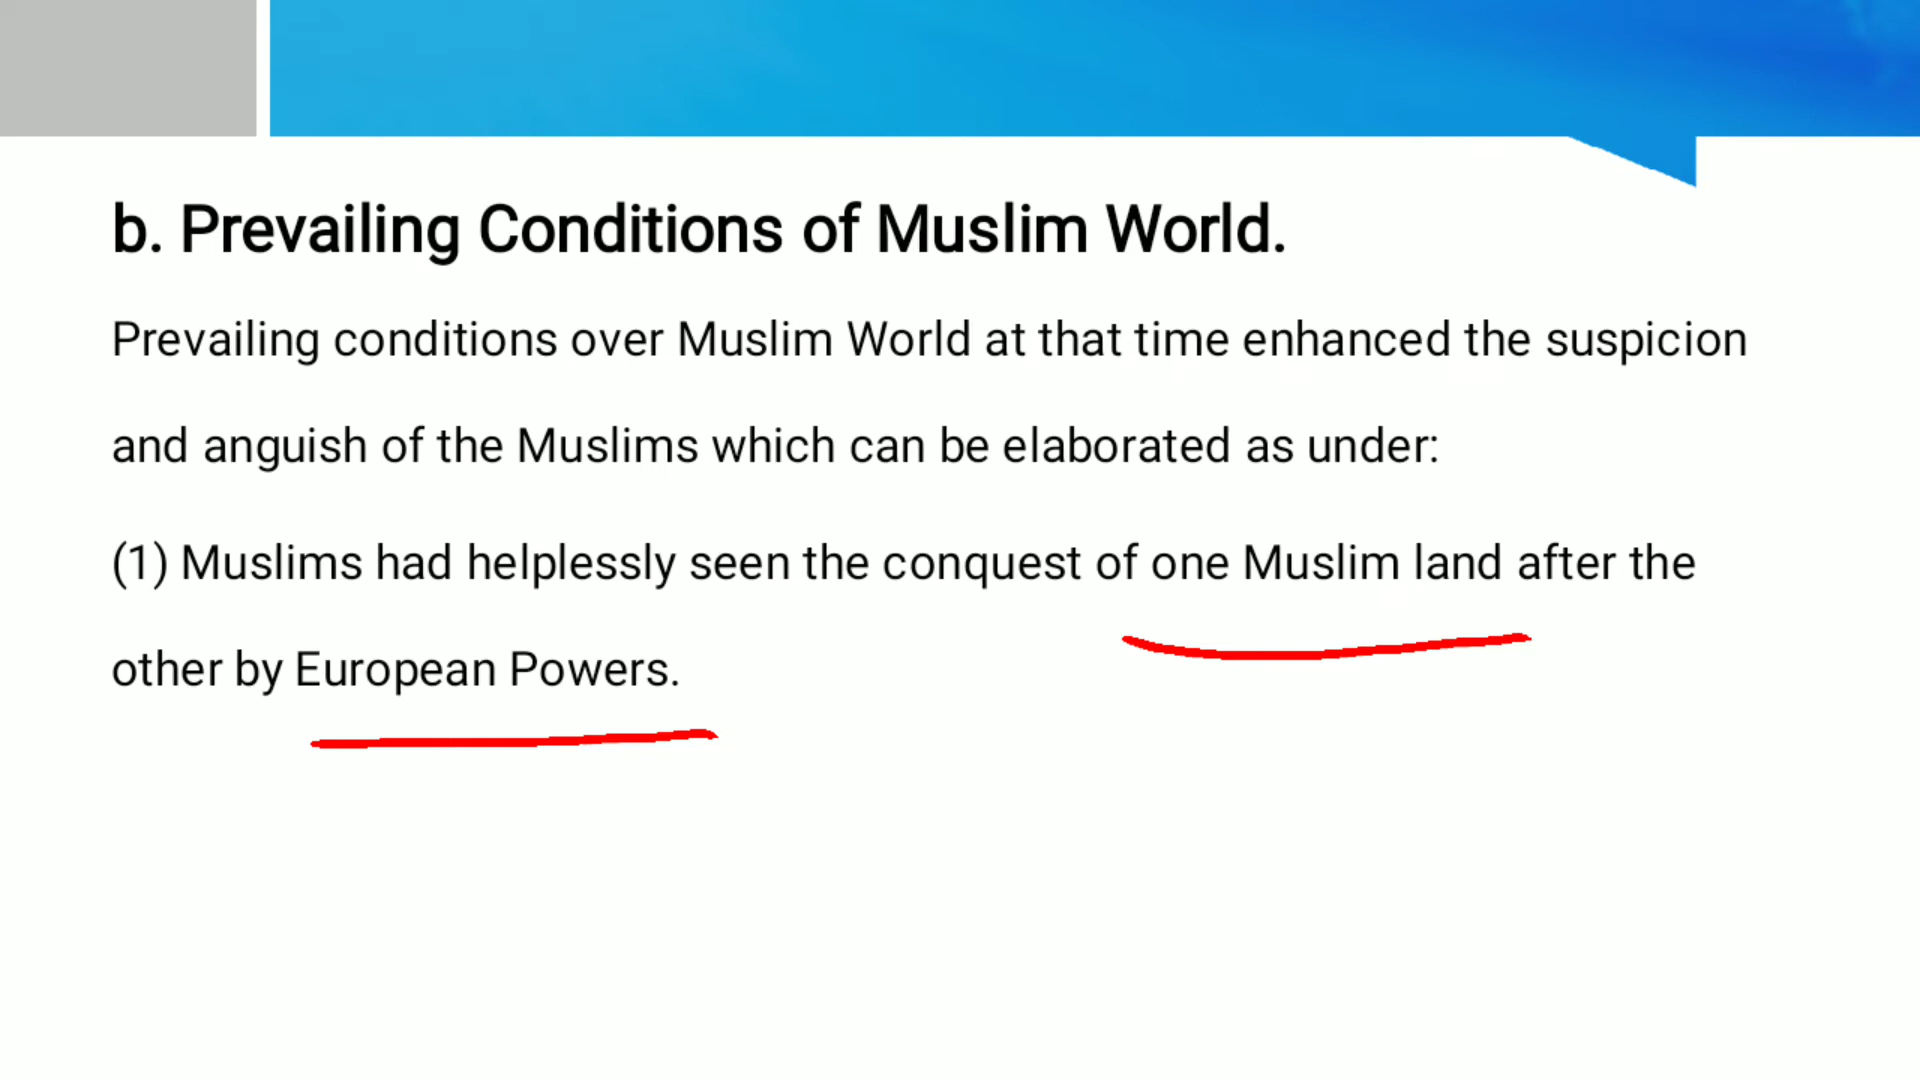 b. Prevailing Conditions of Muslim World.
Prevailing conditions over Muslim World at that time enhanced the suspicion
and anguish of the Muslims which can be elaborated as under:
(1) Muslims had helplessly seen the conquest of one Muslim land after the
other by European Powers.